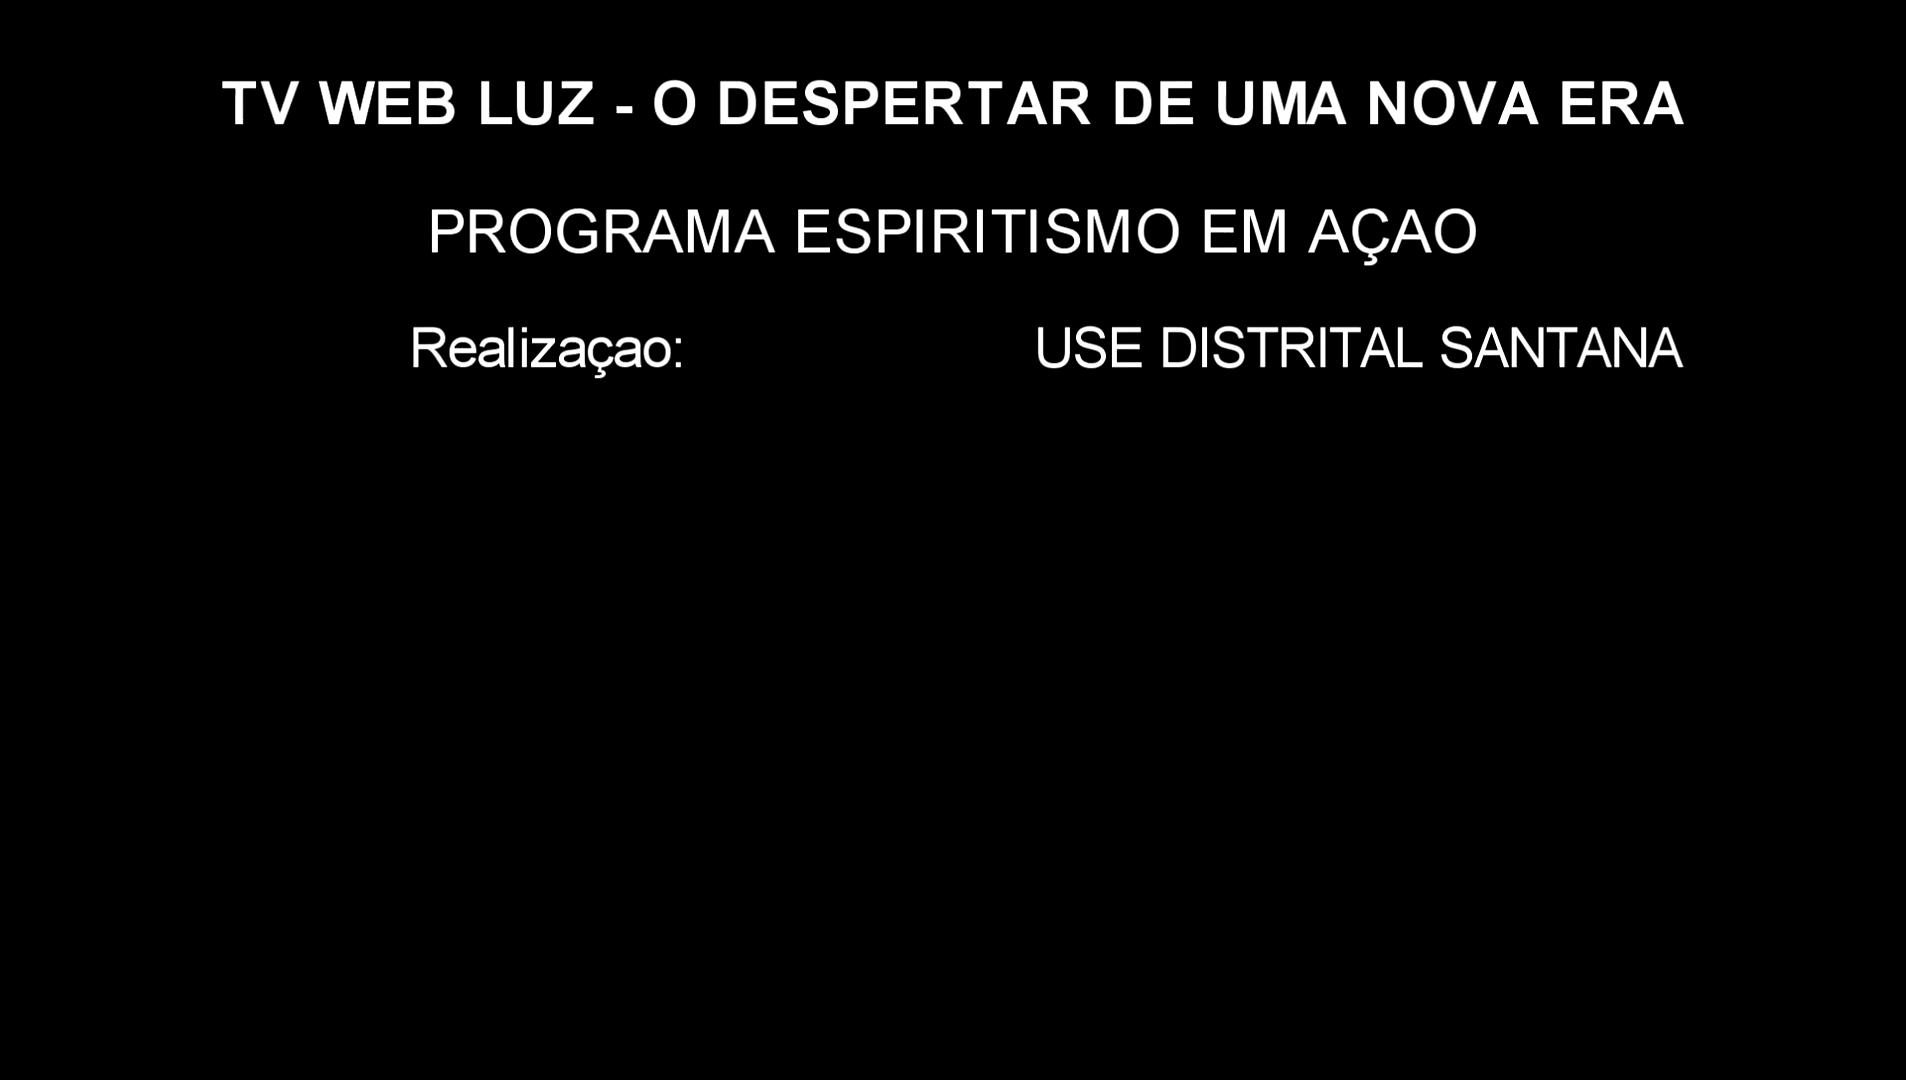 TV WEB LUZ - O DESPERTAR DE UMA NOVA ERA
PROGRAMA ESPIRITISMO EM AÇAO
Realizaçao: USE DISTRITAL SANTANA